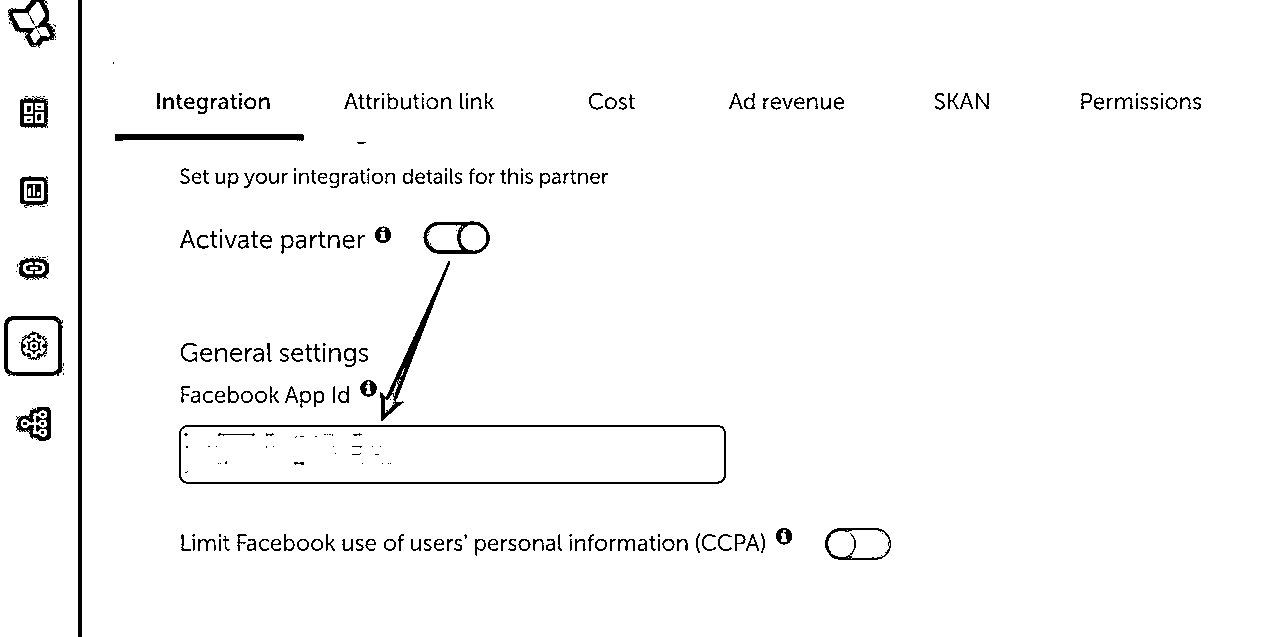 Integration Attribution link Cost Ad revenue SKAN Permissions
Set up your integration details for this partner
Activate partner
General settings
Facebook App Id
Limit Facebook use of users' personal information (CCPA)